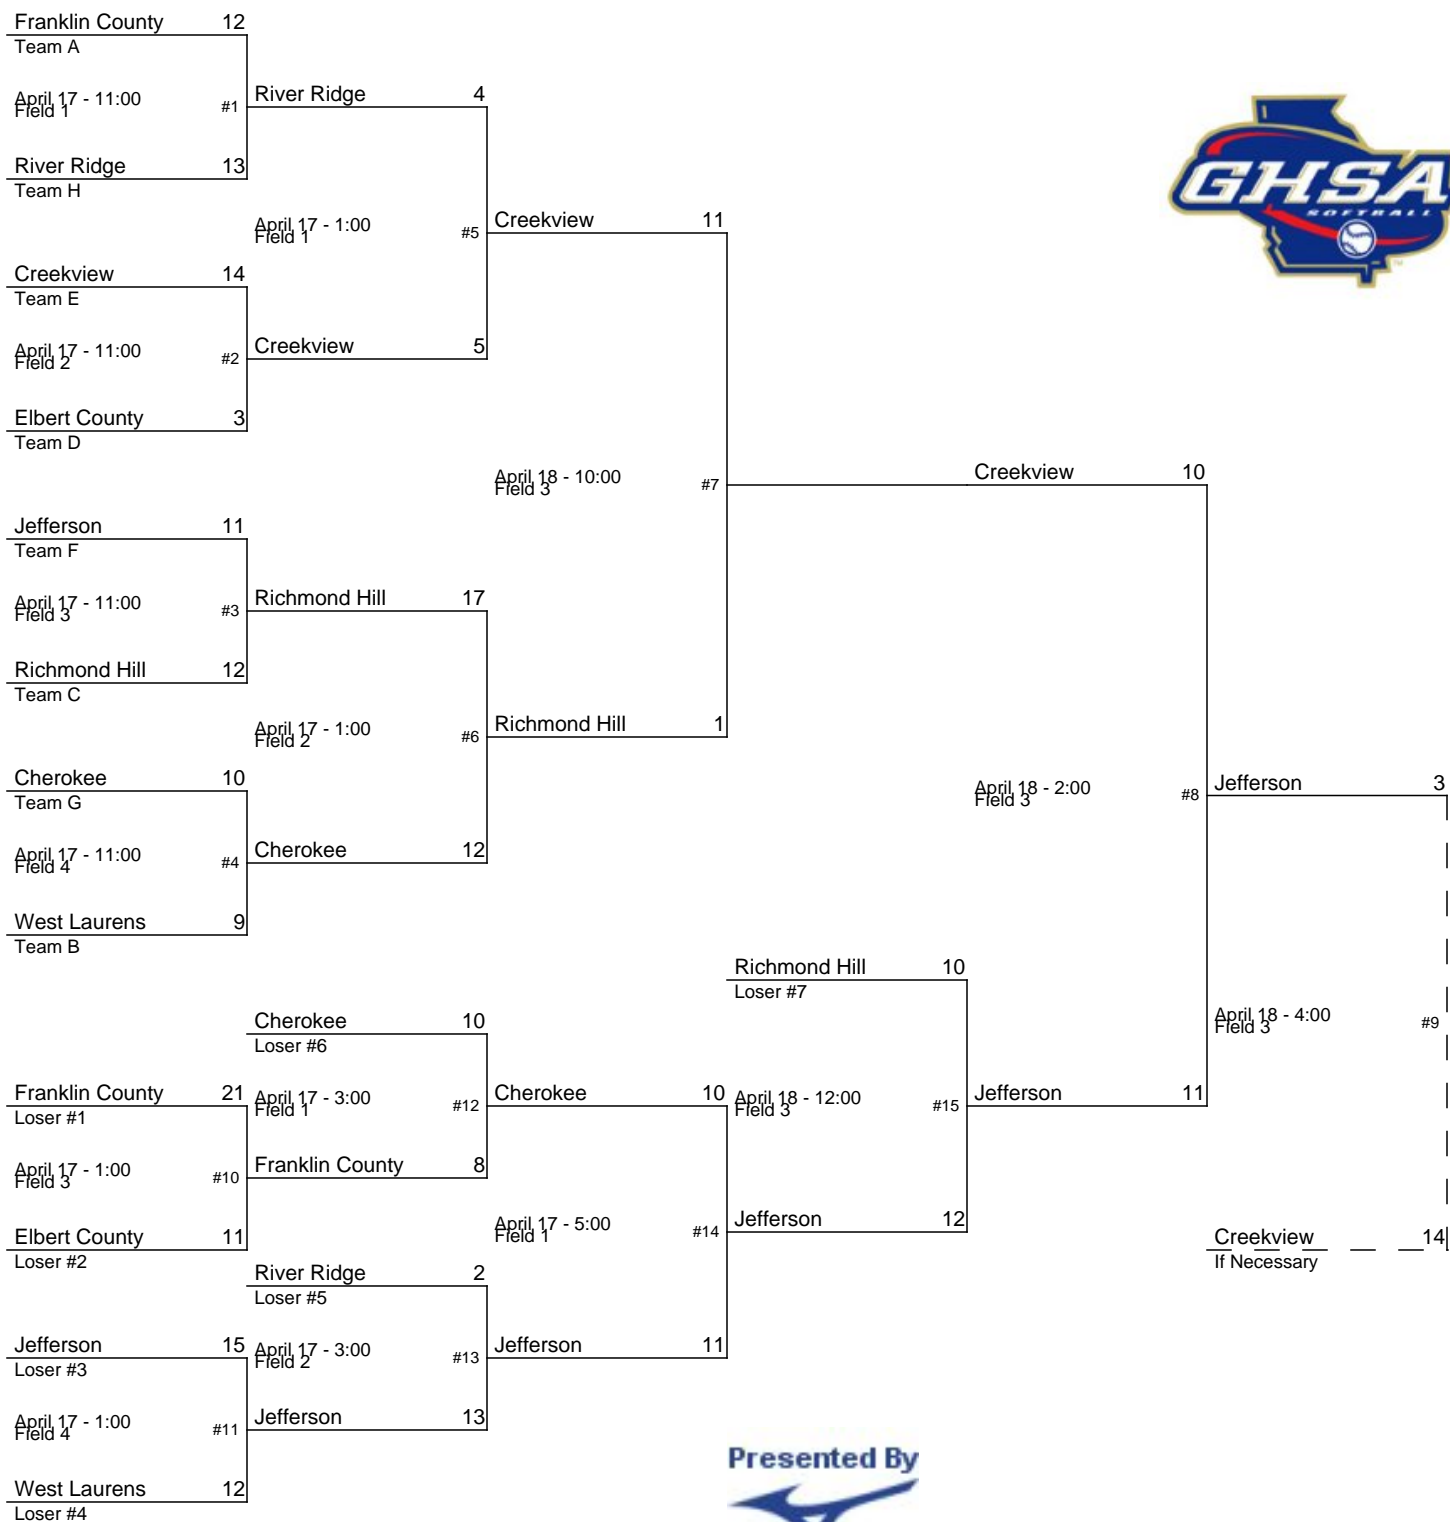 Franklin County 12
Team A
April 17 - 11:00
Field 1
#1
River Ridge 4
River Ridge 13
Team H
April 17 - 1:00
Field 1
#5
Creekview 11
GHSA
SOFTBALL
TM
Creekview 14
Team E
April 17 - 11:00
Field 2
#2
Creekview 5
Elbert County 3
Team D
April 18 - 10:00
Field 3
#7
Creekview 10
Jefferson 11
Team F
April 17 - 11:00
Field 3
#3
Richmond Hill 17
Richmond Hill 12
Team C
April 17 - 1:00
Field 2
#6
Richmond Hill 1
Cherokee 10
Team G
April 18 - 2:00
Field 3
#8
Jefferson 3
April 17 - 11:00
Field 4
#4
Cherokee 12
West Laurens 9
Team B
Richmond Hill 10
Loser #7
Cherokee 10
Loser #6
April 18 - 4:00
Field 3
#9
Franklin County 21
Loser #1
April 17 - 3:00
Field 1
#12
Cherokee 10
April 18 - 12:00
Field 3
#15
Jefferson 11
April 17 - 1:00
Field 3
#10
Franklin County 8
Elbert County 11
Loser #2
April 17 - 5:00
Field 1
#14
Jefferson 12
Creekview 14
If Necessary
River Ridge 2
Loser #5
Jefferson 15
Loser #3
April 17 - 3:00
Field 2
#13
Jefferson 11
April 17 - 1:00
Field 4
#11
Jefferson 13
West Laurens 12
Loser #4
Presented By